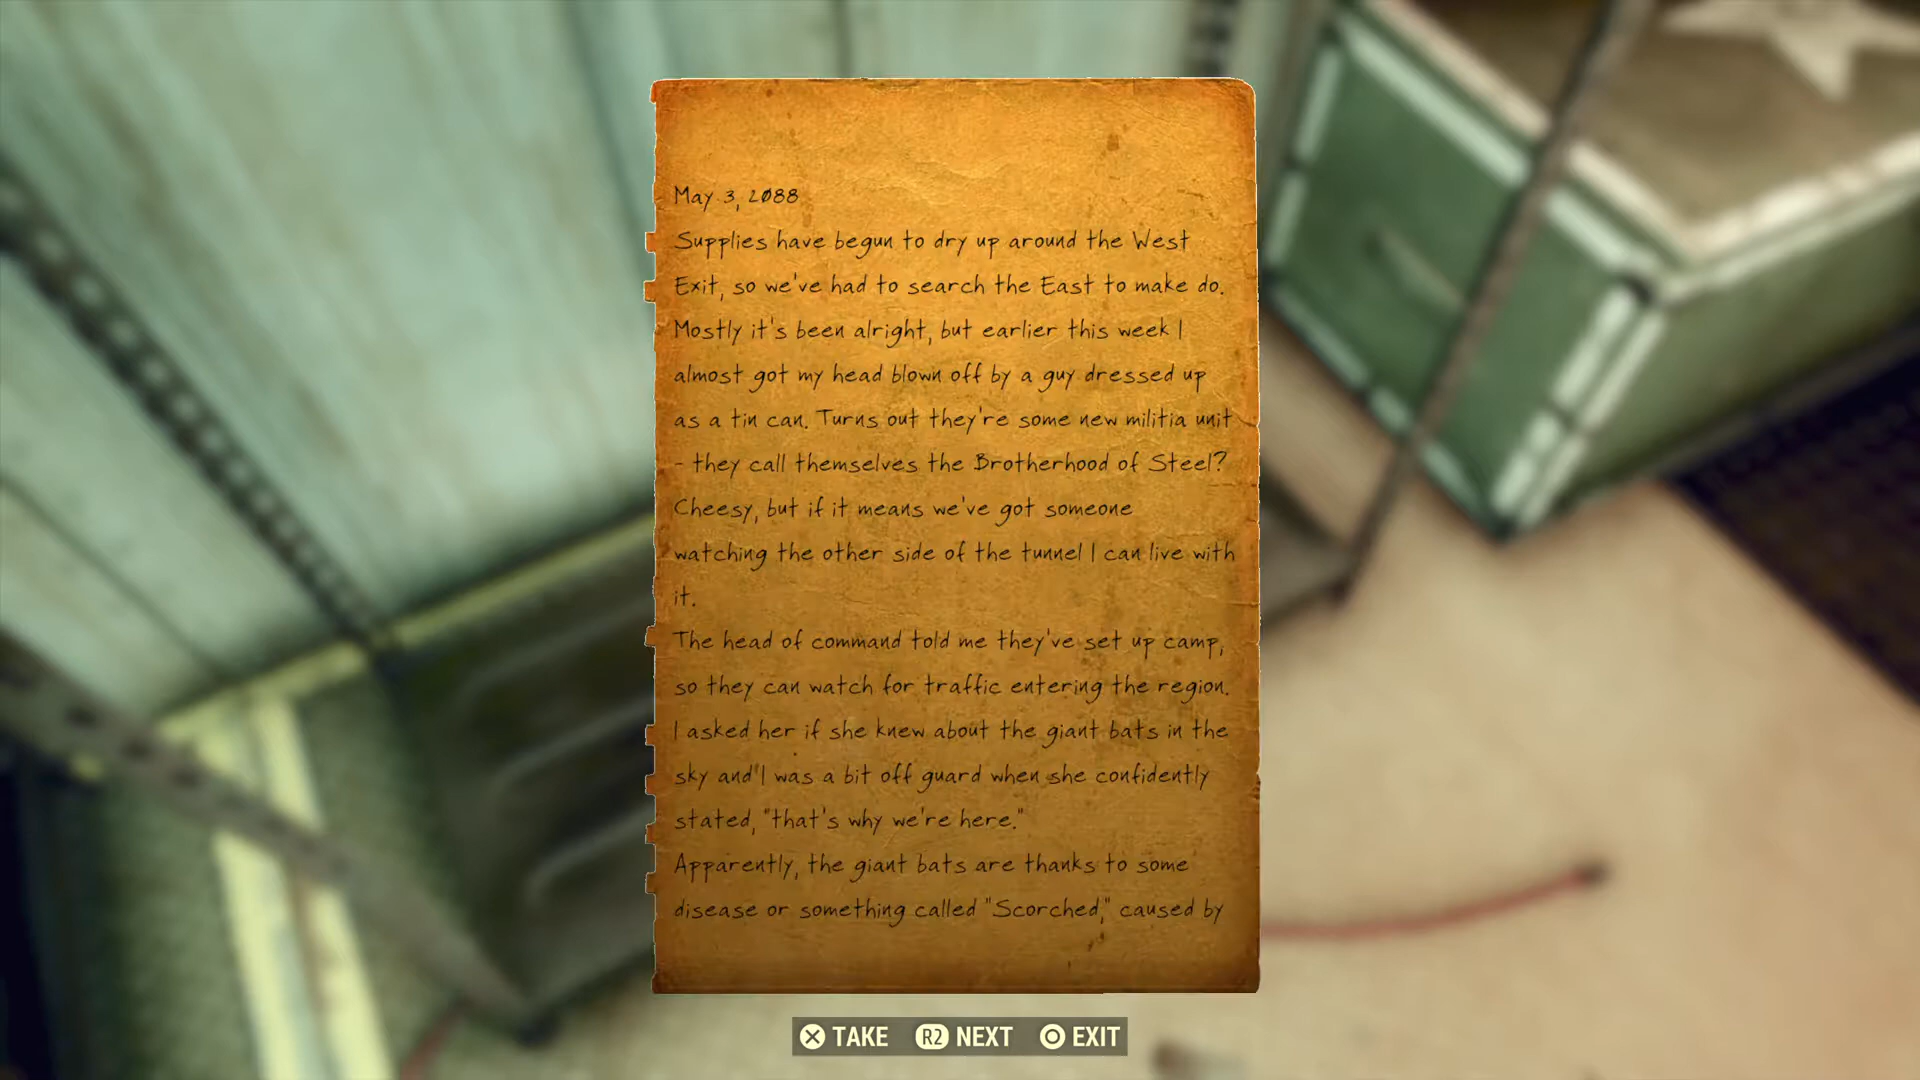 May 3, 2088
Supplies have begun to dry up around the West
Exit, so we've had to search the East to make do.
Mostly it's been alright, but earlier this week I
almost got my head blown off by a guy dressed up
as a tin can. Turns out they're some new militia unit
- they call themselves the Brotherhood of Steel?
Cheesy, but if it means we've got someone
watching the other side of the tunnel I can live with
it.
The head of command told me they've set up camp,
so they can watch for traffic entering the region.
I asked her if she knew about the giant bats in the
sky and I was a bit off guard when she confidently
stated, "that's why we're here."
Apparently, the giant bats are thanks to some
disease or something called "Scorched," caused by
TAKE R2 NEXT EXIT